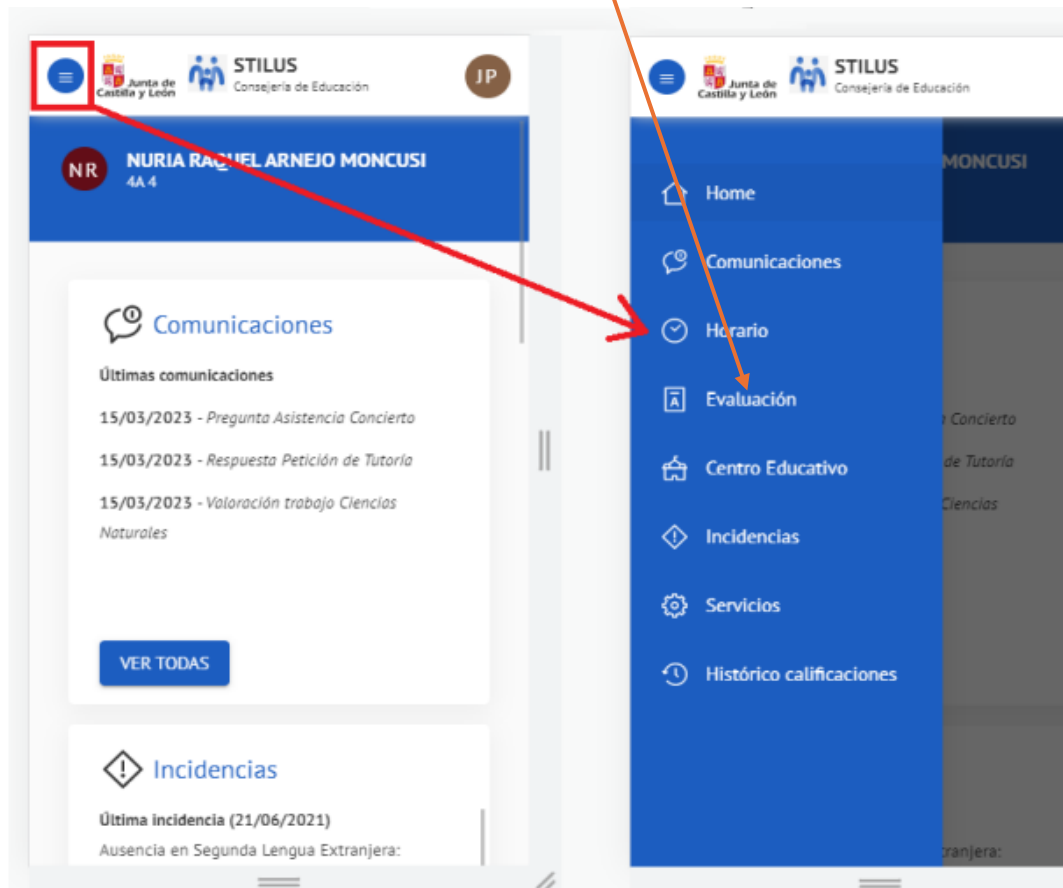 Junta de
Castilla y León
STILUS
Consejería de Educación
JP
NR
NURIA RAQUEL ARNEJO MONCUSI
4A 4
Comunicaciones
Últimas comunicaciones
15/03/2023 - Pregunta Asistencia Concierto
15/03/2023 - Respuesta Petición de Tutoría
15/03/2023 - Valoración trabajo Ciencias
Naturales
VER TODAS
Incidencias
Última incidencia (21/06/2021)
Ausencia en Segunda Lengua Extranjera:
Junta de
Castilla y León
STILUS
Consejería de Educación
MONCUSI
Home
Comunicaciones
Horario
Evaluación
Centro Educativo
Incidencias
Servicios
Histórico calificaciones
Concierto
de Tutoría
Ciencias
tranjera: